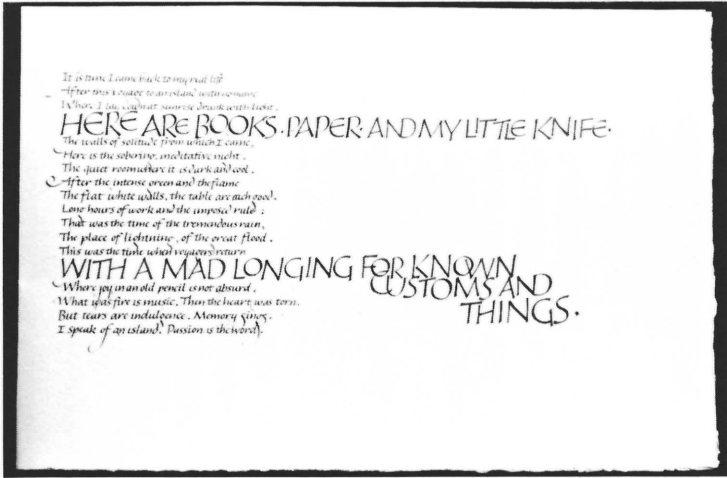 It is time I came back to my real life
After this voyage to an island with no name
Where I lay down at sunrise drunk with light.
HERE ARE BOOKS · PAPER · AND MY LITTLE KNIFE ·
The walls of solitude from which I came,
Here is the sobering, meditative night.
The quiet room where it is dark and cool.
After the intense green and the flame
The flat white walls, the table are each good.
Long hours of work and the imposed rule :
That was the time of the tremendous rain,
The place of lightning, of the great flood.
This was the time when voyagers return
WITH A MAD LONGING FOR KNOWN
CUSTOMS AND
THINGS ·
Where joy in an old pencil is not absurd.
What was fire is music. Then the heart was torn.
But tears are indulgence. Memory sings.
I speak of an island. Passion is the word.